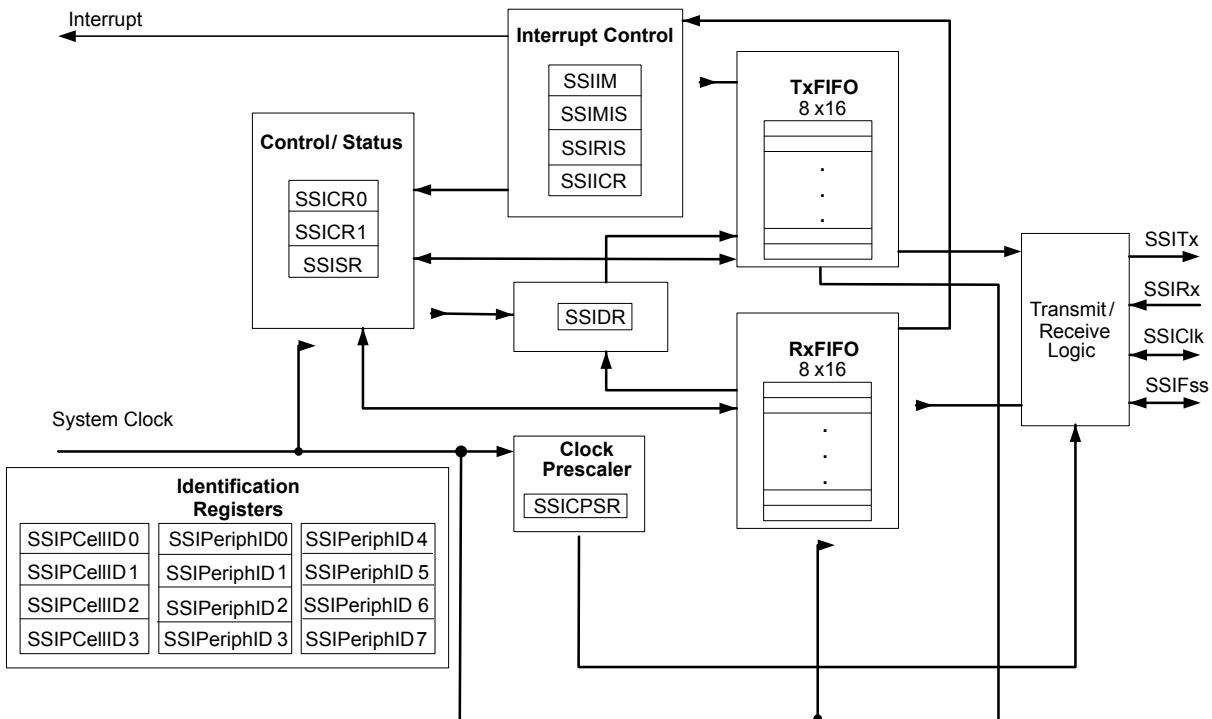 Interrupt
Interrupt Control
SSIIM
SSIMIS
SSIRIS
SSIICR
TxFIFO
8 x16
.
.
.
Control/ Status
SSICR0
SSICR1
SSISR
SSIDR
RxFIFO
8 x16
.
.
.
Transmit/
Receive
Logic
SSITx
SSIRx
SSIClk
SSIFss
System Clock
Clock
Prescaler
SSICPSR
Identification
Registers
SSIPCellID0 SSIPeriphID0 SSIPeriphID4
SSIPCellID1 SSIPeriphID1 SSIPeriphID 5
SSIPCellID2 SSIPeriphID2 SSIPeriphID 6
SSIPCellID3 SSIPeriphID 3 SSIPeriphID7